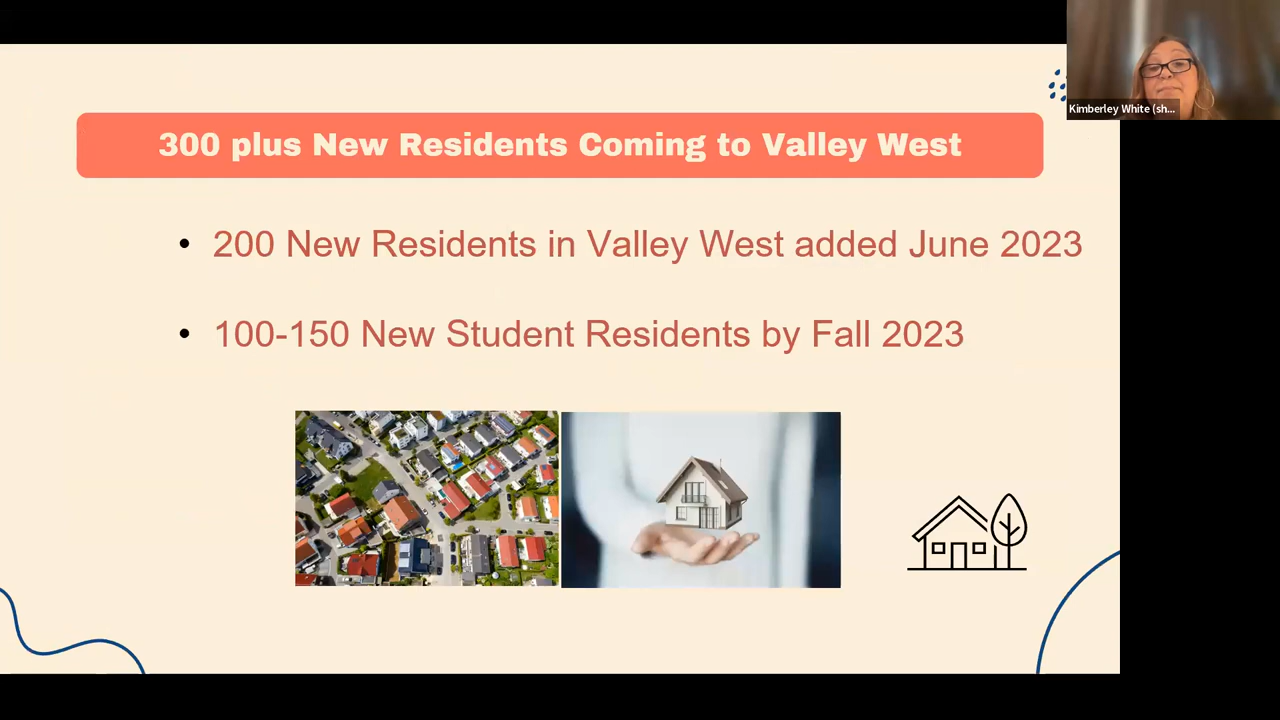 Kimberley White (sh...
300 plus New Residents Coming to Valley West
• 200 New Residents in Valley West added June 2023
• 100-150 New Student Residents by Fall 2023